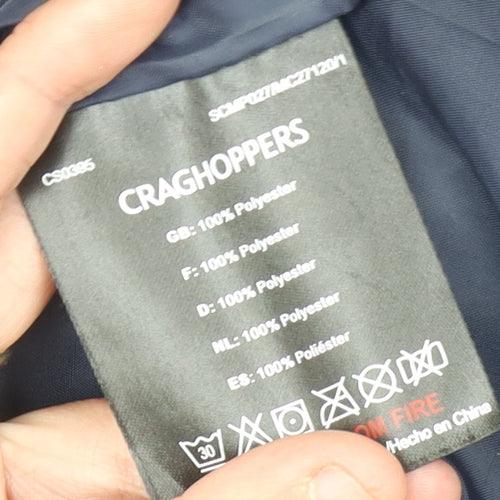 SCMP027/MC27120/1
CS0385
CRAGHOPPERS
GB: 100% Polyester
F: 100% Polyester
D: 100% Polyester
NL: 100% Polyester
ES: 100% Poliéster
30
FIRE
/Hecho en China